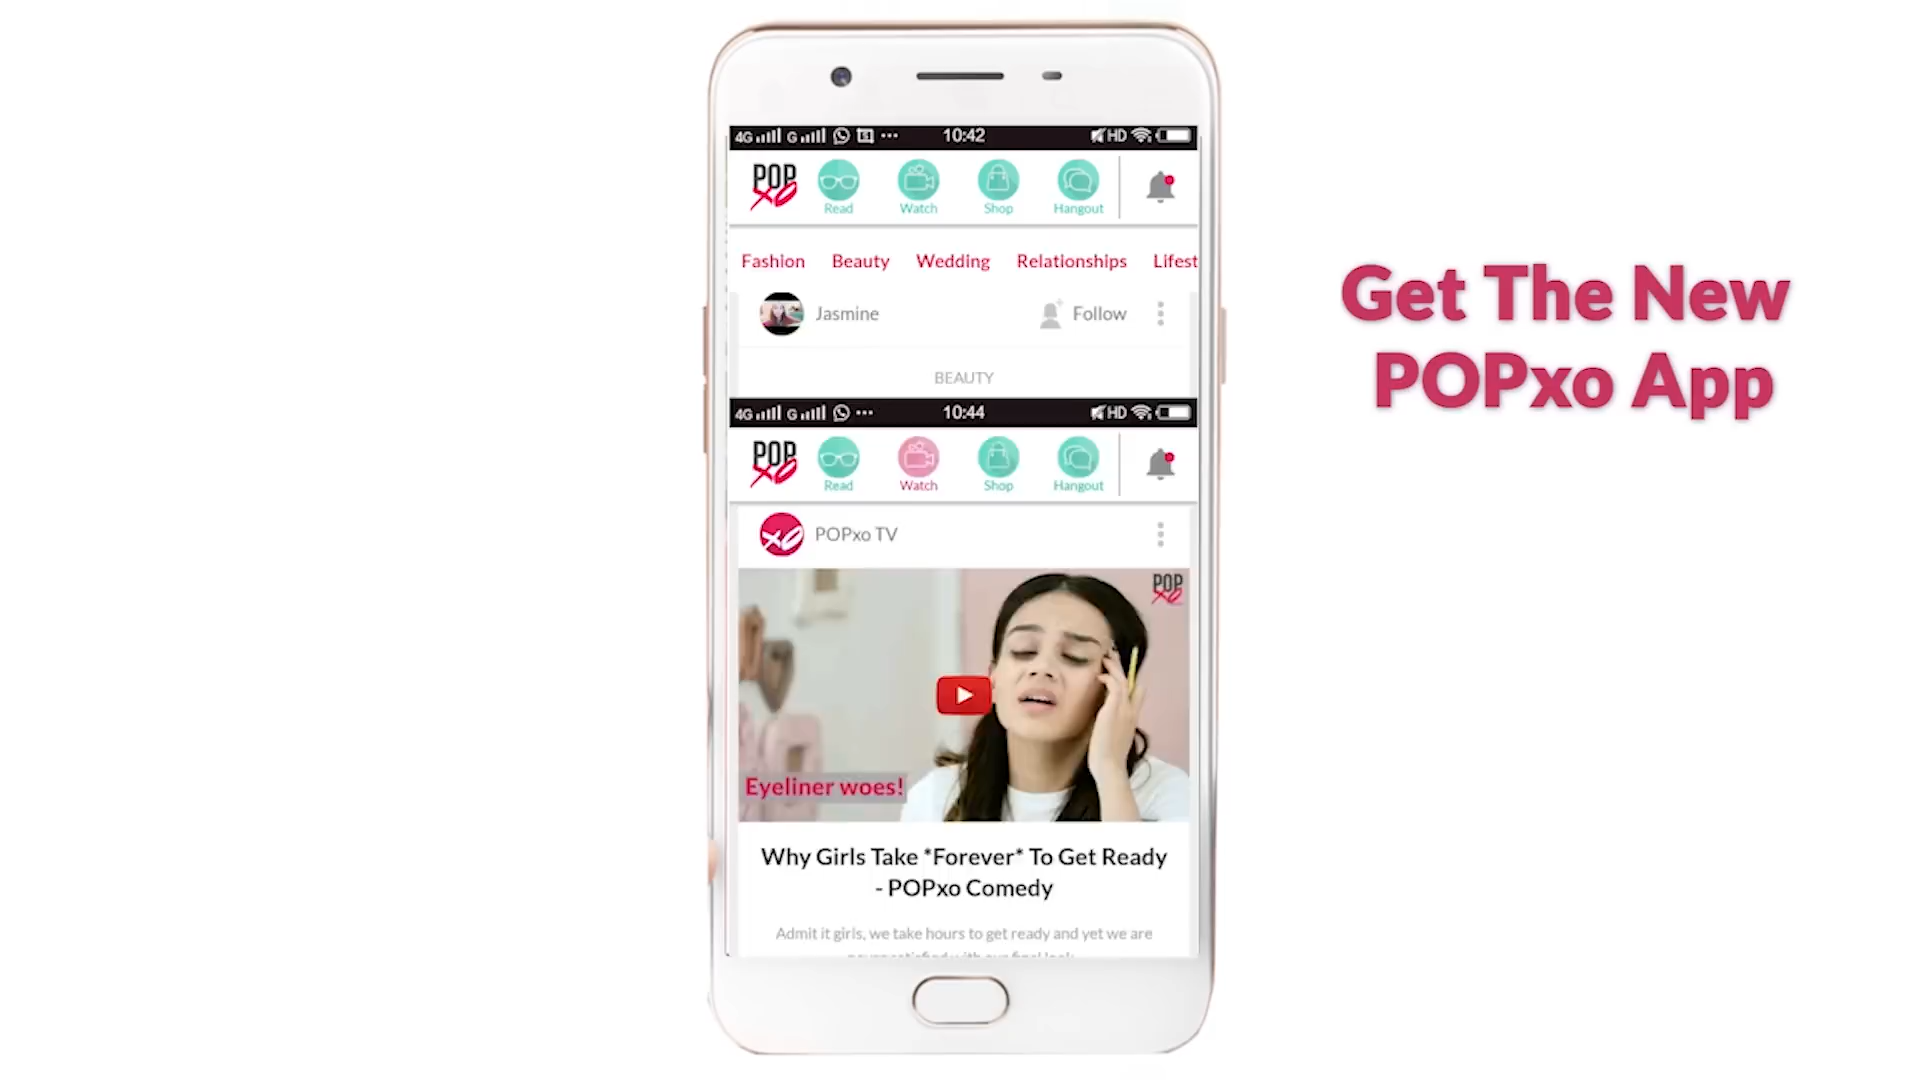 4G G 10:42 HD
POP
xo
Read Watch Shop Hangout
Fashion Beauty Wedding Relationships Lifest
Jasmine Follow
BEAUTY
4G G 10:44 HD
POP
xo
Read Watch Shop Hangout
xo POPxo TV
POP
xo
Eyeliner woes!
Why Girls Take *Forever* To Get Ready
- POPxo Comedy
Admit it girls, we take hours to get ready and yet we are
Get The New
POPxo App